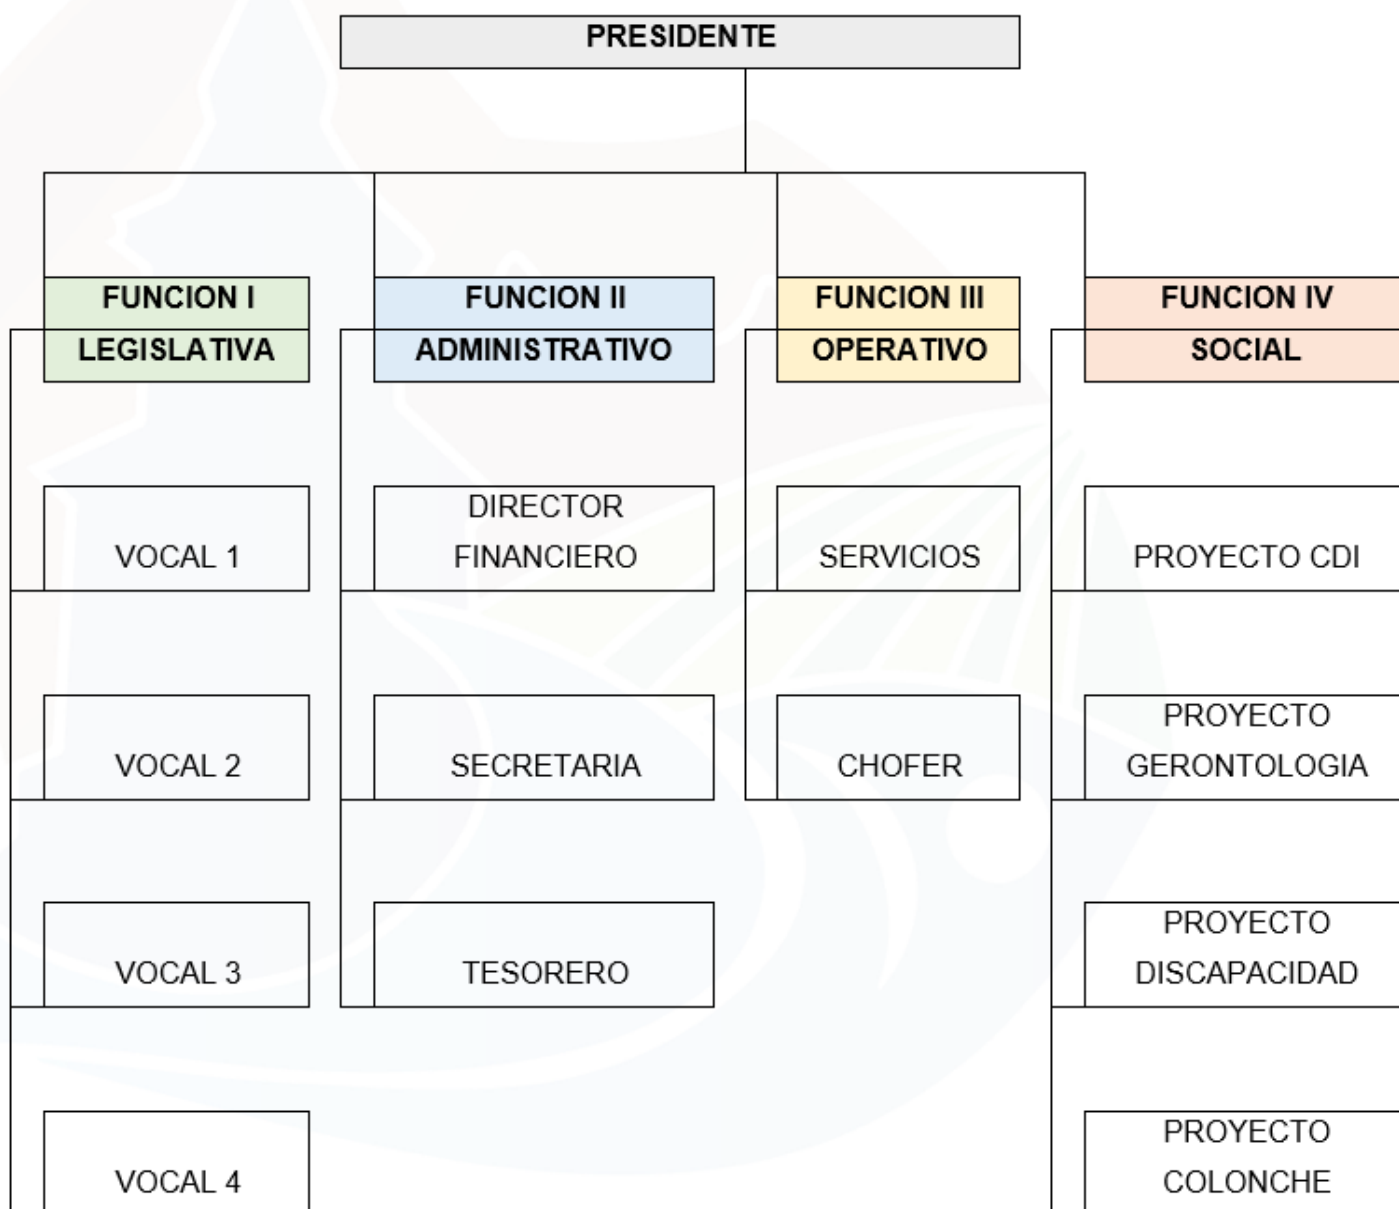 PRESIDENTE
FUNCION I
LEGISLATIVA
FUNCION II
ADMINISTRATIVO
FUNCION III
OPERATIVO
FUNCION IV
SOCIAL
VOCAL 1
DIRECTOR
FINANCIERO
SERVICIOS
PROYECTO CDI
VOCAL 2
SECRETARIA
CHOFER
PROYECTO
GERONTOLOGIA
VOCAL 3
TESORERO
PROYECTO
DISCAPACIDAD
VOCAL 4
PROYECTO
COLONCHE